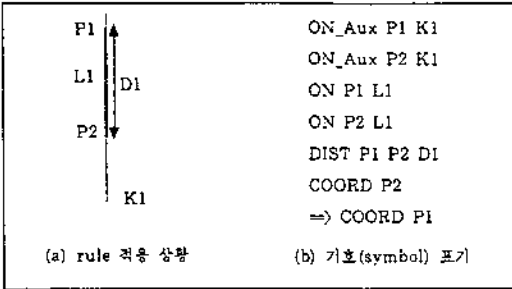 P1
L1
D1
P2
K1
(a) rule 적용 상황
ON_Aux P1 K1
ON_Aux P2 K1
ON P1 L1
ON P2 L1
DIST P1 P2 D1
COORD P2
=> COORD P1
(b) 기호(symbol) 표기